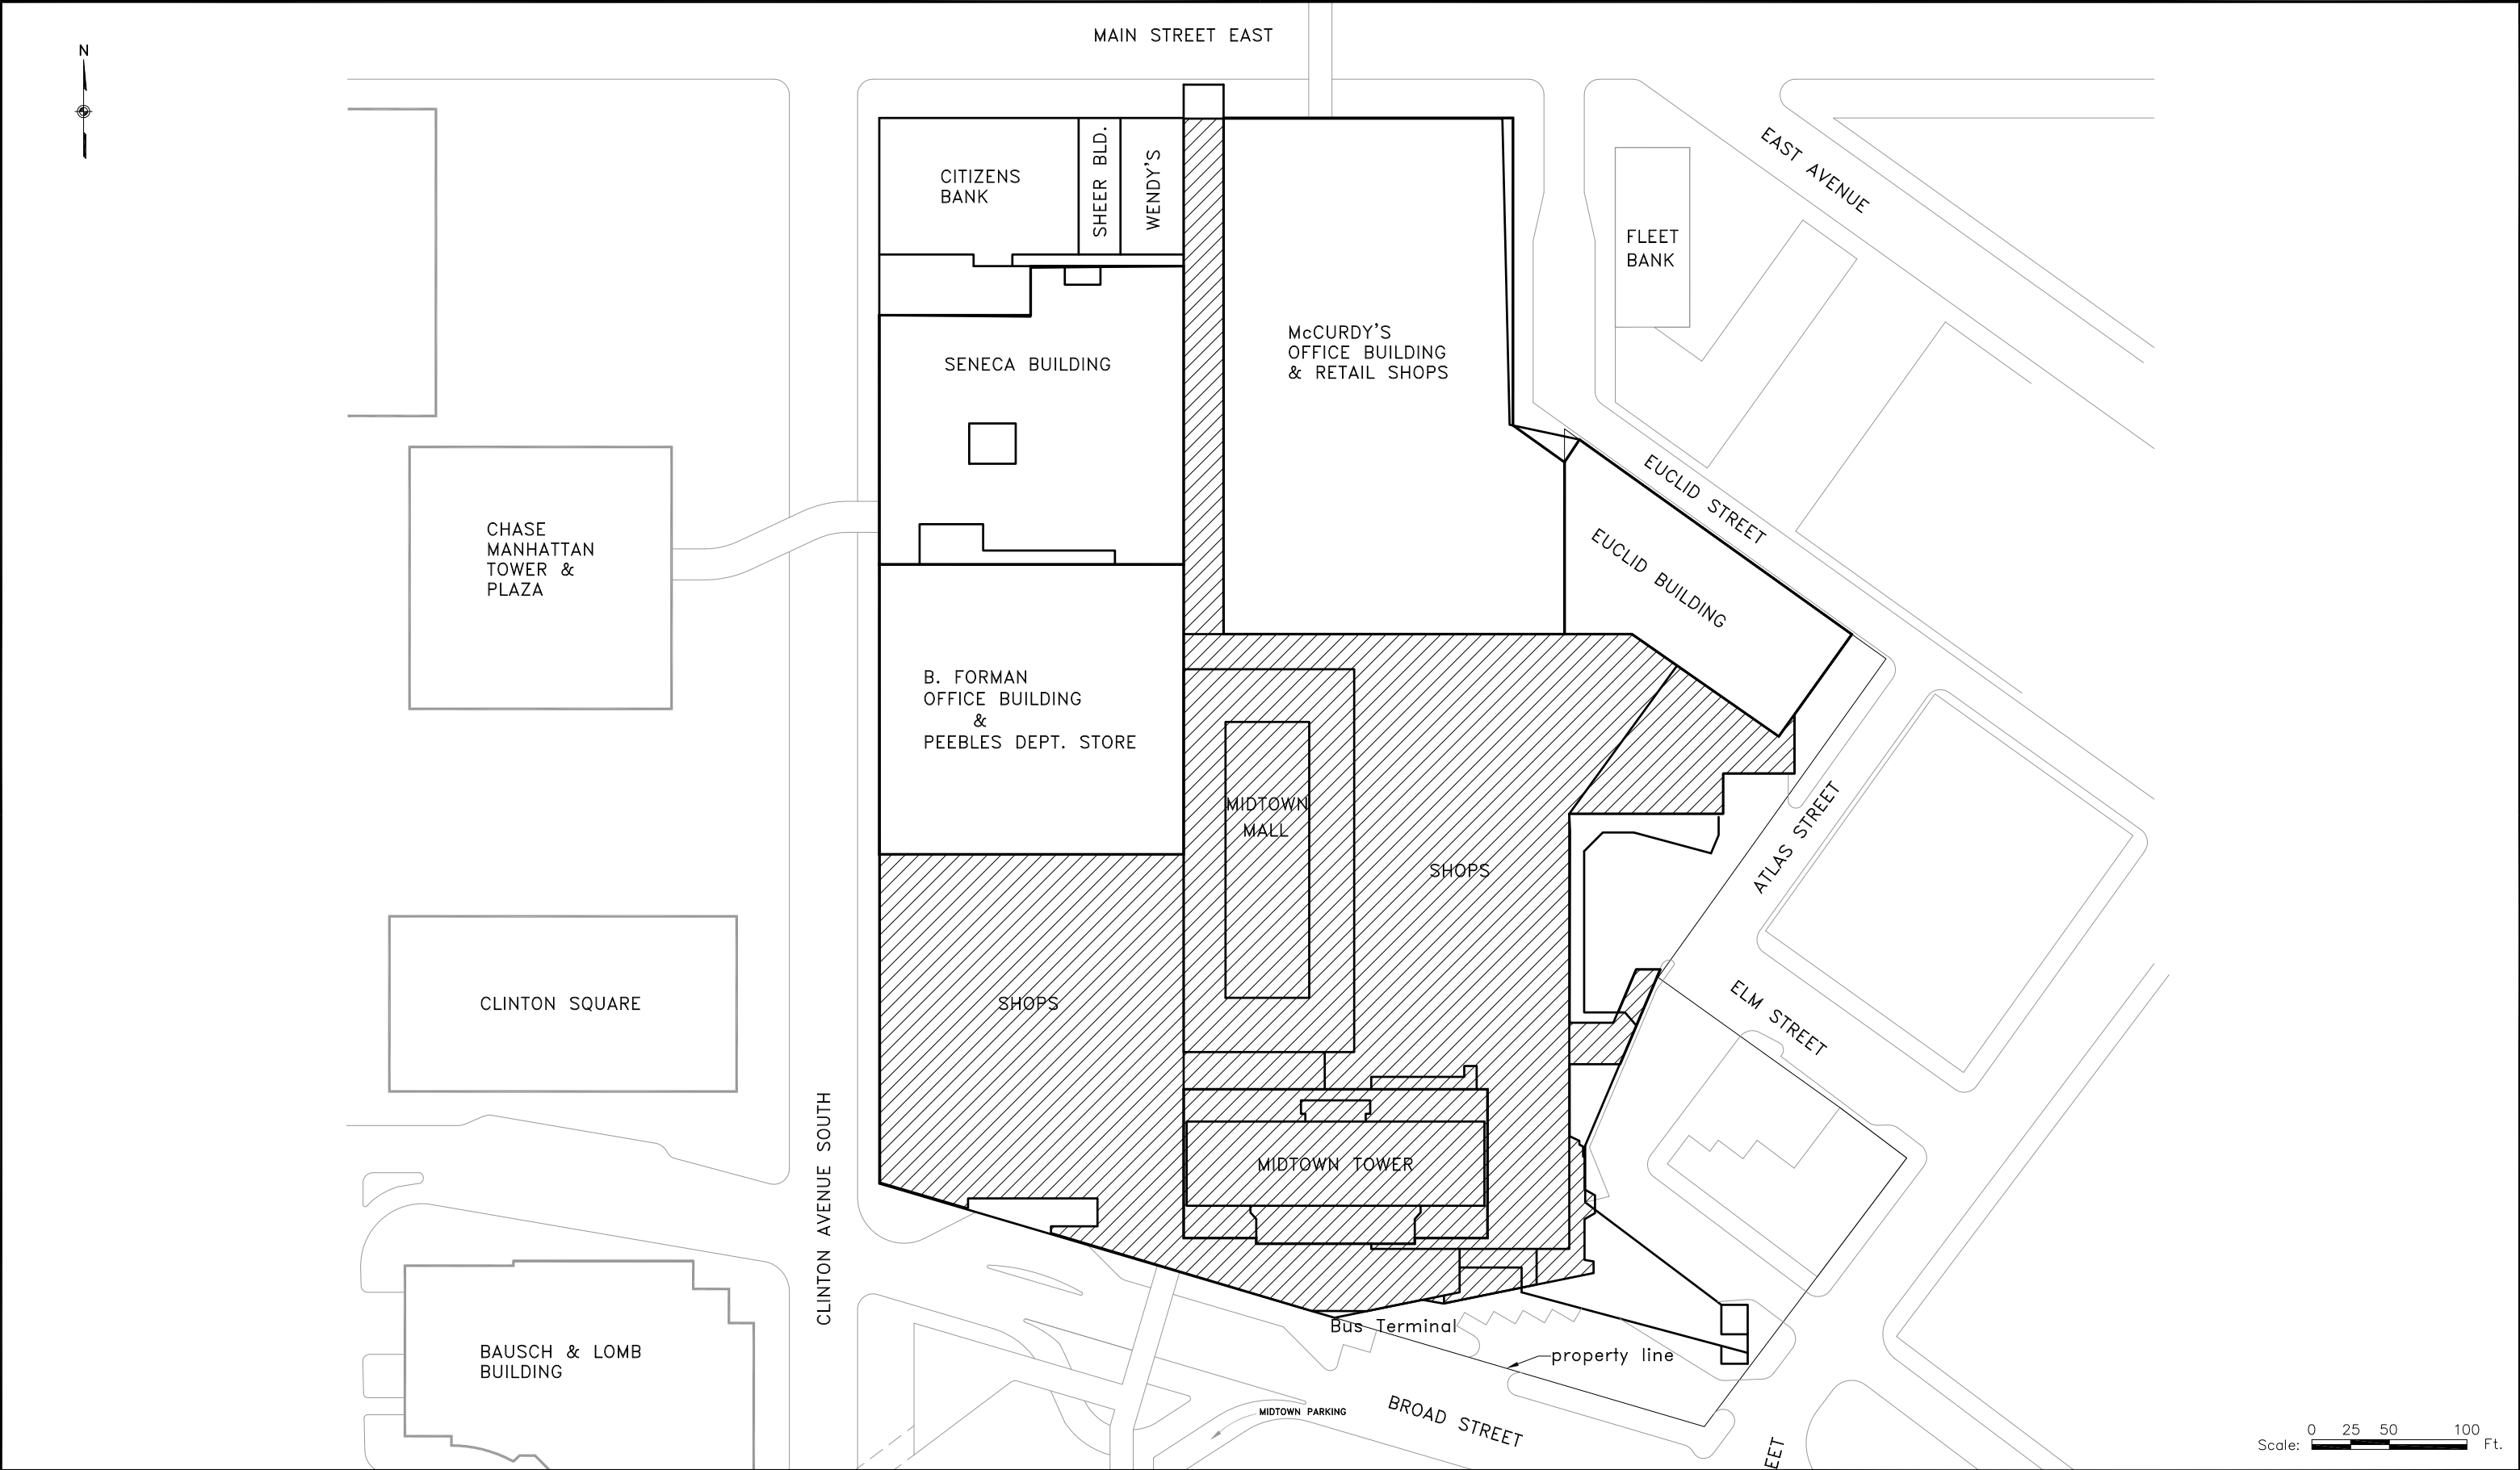 MAIN STREET EAST
N
CITIZENS
BANK
SHEER BLD.
WENDY'S
EAST AVENUE
FLEET
BANK
McCURDY'S
OFFICE BUILDING
& RETAIL SHOPS
SENECA BUILDING
EUCLID STREET
EUCLID BUILDING
CHASE
MANHATTAN
TOWER &
PLAZA
B. FORMAN
OFFICE BUILDING
&
PEEBLES DEPT. STORE
MIDTOWN
MALL
ATLAS STREET
SHOPS
SHOPS
CLINTON SQUARE
ELM STREET
CLINTON AVENUE SOUTH
MIDTOWN TOWER
Bus Terminal
property line
BAUSCH & LOMB
BUILDING
MIDTOWN PARKING
BROAD STREET
EET
0 25 50 100
Scale: Ft.